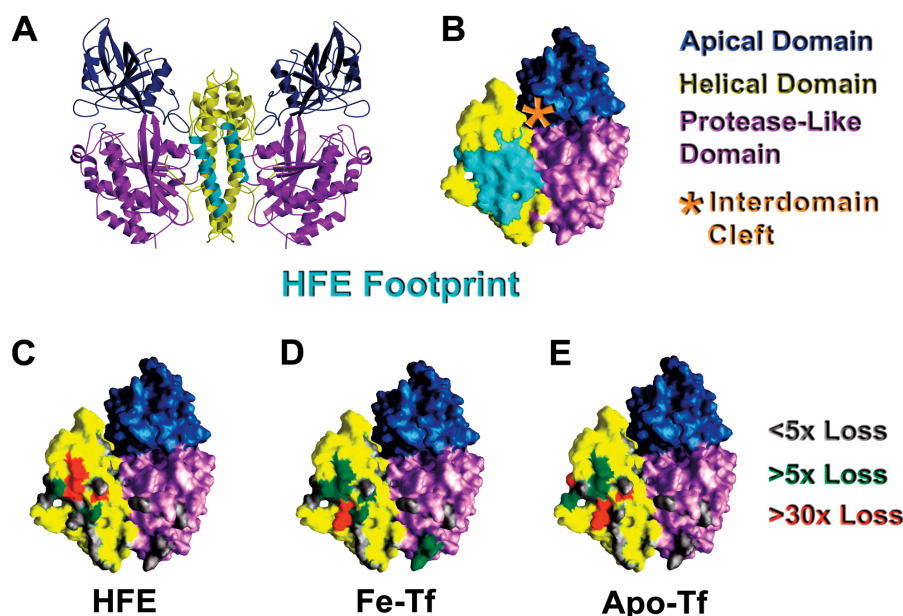 A
B
Apical Domain
Helical Domain
Protease-Like
Domain
* Interdomain
Cleft
HFE Footprint
C
D
E
<5x Loss
>5x Loss
>30x Loss
HFE
Fe-Tf
Apo-Tf